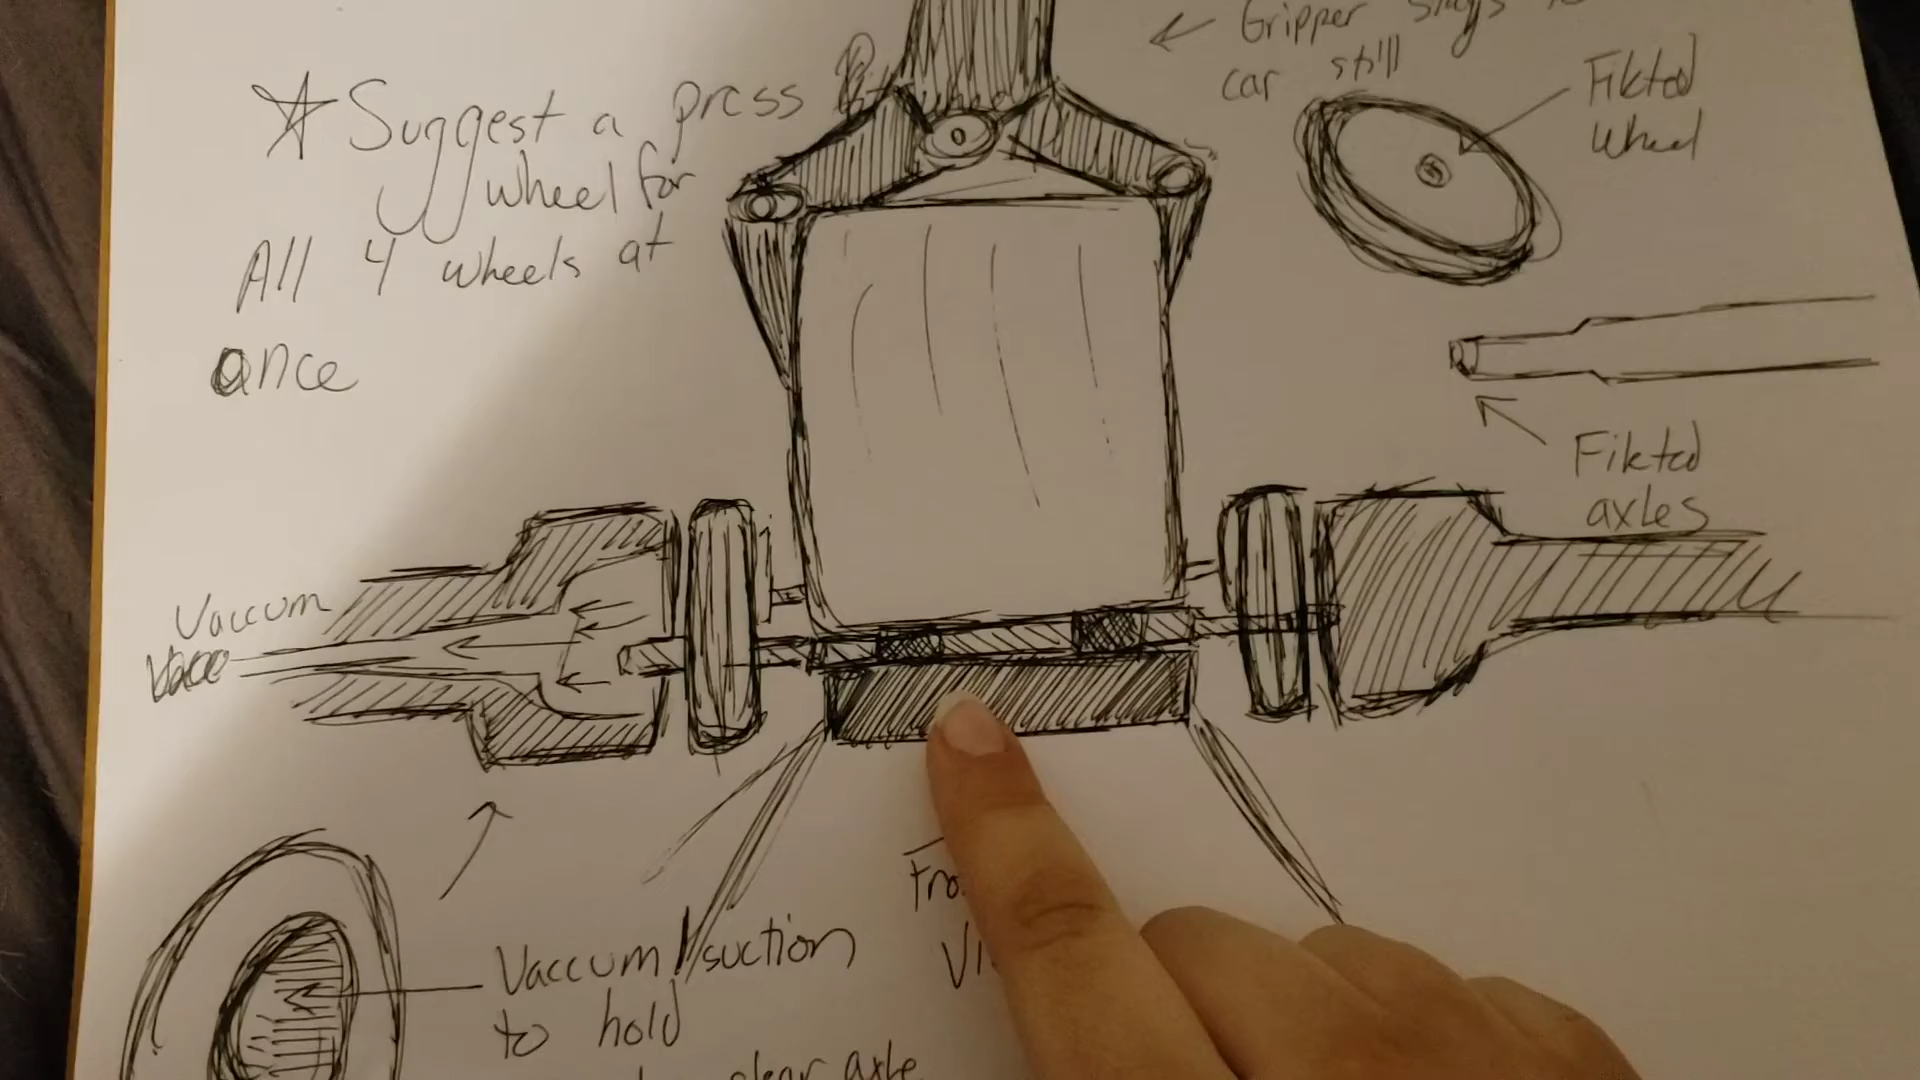 Suggest a press
wheel for
All 4 wheels at
once
Gripper
car still
Fikted
wheel
Fikted
axles
Vaccum
Vaccum/suction
to hold
clear axle